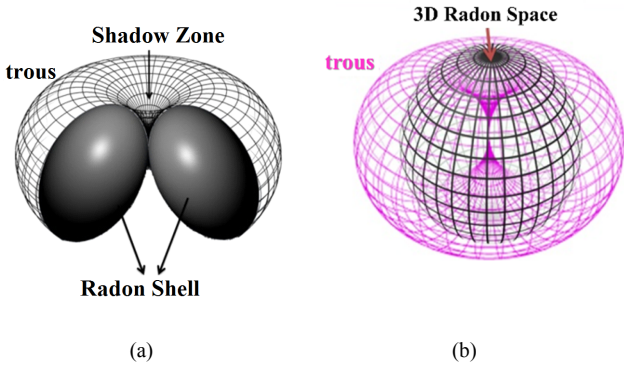 Shadow Zone
trous
Radon Shell
(a)
3D Radon Space
trous
(b)